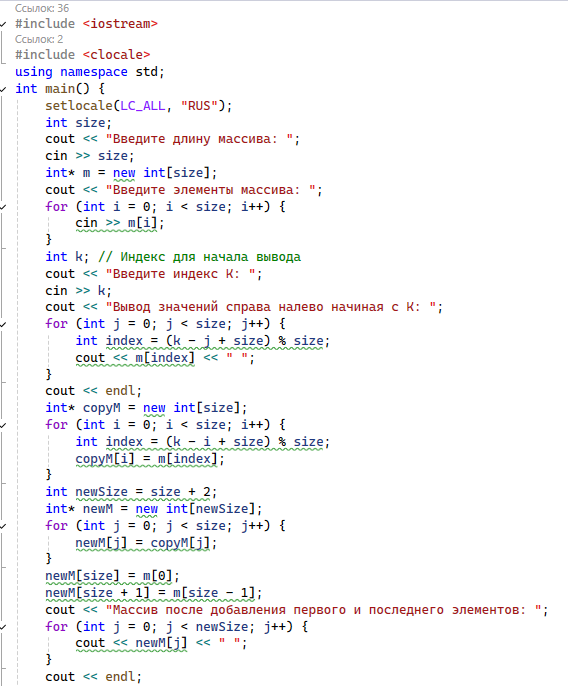 Ссылок: 36
#include <iostream>
Ссылок: 2
#include <clocale>
using namespace std;
int main() {
    setlocale(LC_ALL, "RUS");
    int size;
    cout << "Введите длину массива: ";
    cin >> size;
    int* m = new int[size];
    cout << "Введите элементы массива: ";
    for (int i = 0; i < size; i++) {
        cin >> m[i];
    }
    int k; // Индекс для начала вывода
    cout << "Введите индекс К: ";
    cin >> k;
    cout << "Вывод значений справа налево начиная с К: ";
    for (int j = 0; j < size; j++) {
        int index = (k - j + size) % size;
        cout << m[index] << " ";
    }
    cout << endl;
    int* copyM = new int[size];
    for (int i = 0; i < size; i++) {
        int index = (k - i + size) % size;
        copyM[i] = m[index];
    }
    int newSize = size + 2;
    int* newM = new int[newSize];
    for (int j = 0; j < size; j++) {
        newM[j] = copyM[j];
    }
    newM[size] = m[0];
    newM[size + 1] = m[size - 1];
    cout << "Массив после добавления первого и последнего элементов: ";
    for (int j = 0; j < newSize; j++) {
        cout << newM[j] << " ";
    }
    cout << endl;